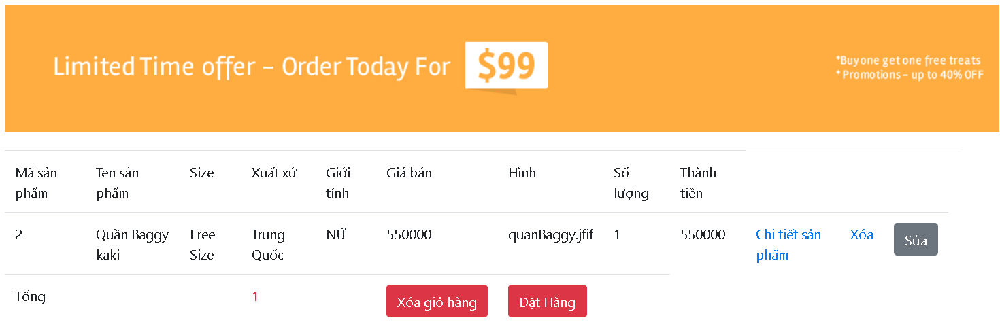 Limited Time offer – Order Today For $99
*Buy one get one free treats
* Promotions – up to 40% OFF
Mã sản phẩm
Ten sản phẩm
Size
Xuất xứ
Giới tính
Giá bán
Hình
Số lượng
Thành tiền
2
Quần Baggy kaki
Free Size
Trung Quốc
NỮ
550000
quanBaggy.jfif
1
550000
Chi tiết sản phẩm
Xóa
Sửa
Tổng
1
Xóa giỏ hàng
Đặt Hàng